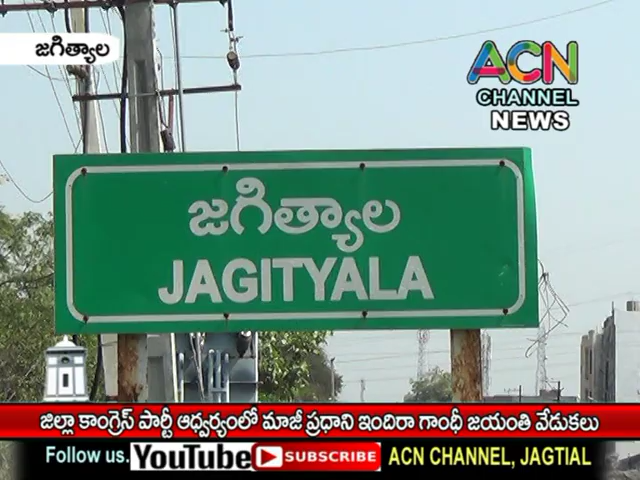 జగిత్యాల
ACN
CHANNEL
NEWS
జగిత్యాల
JAGITYALA
జిల్లా కాంగ్రెస్ పార్టీ ఆధ్వర్యంలో మాజీ ప్రధాని ఇందిరా గాంధీ జయంతి వేడుకలు
Follow us. YouTube SUBSCRIBE ACN CHANNEL, JAGTIAL